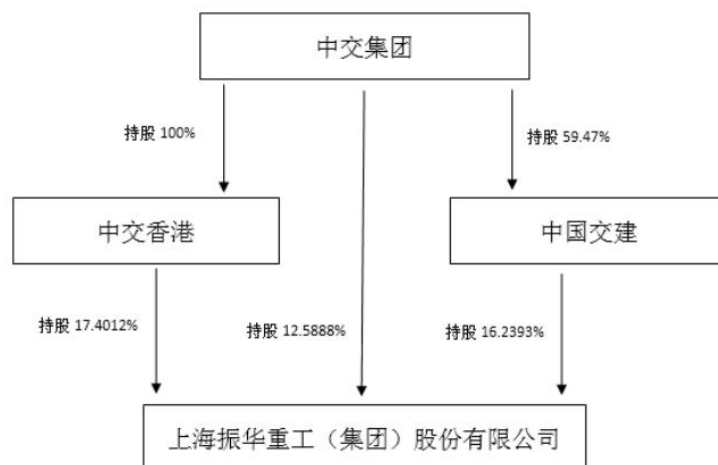 中交集团
持股 100%
持股 59.47%
中交香港
中国交建
持股 17.4012%
持股 12.5888%
持股 16.2393%
上海振华重工（集团）股份有限公司